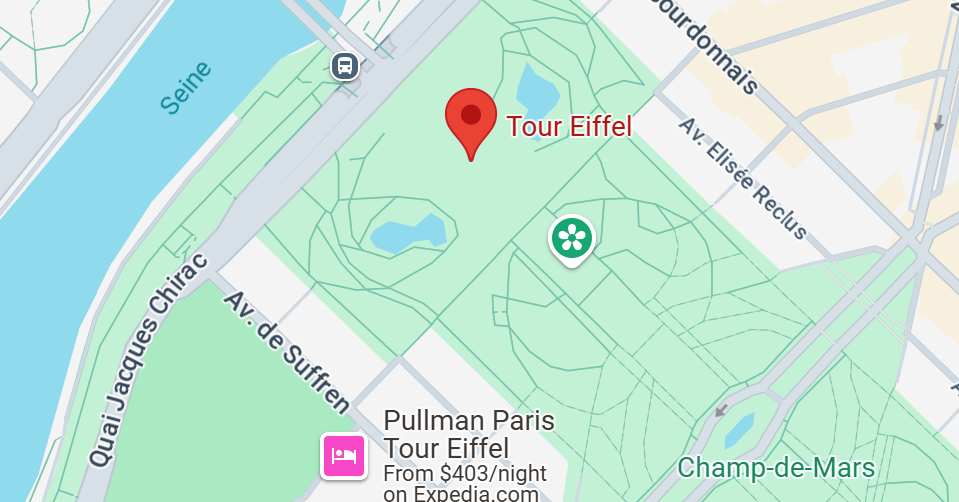 ourdonnais
Seine
Tour Eiffel
Av. Elisée Reclus
Quai Jacques Chirac
Av. de Suffren
Pullman Paris
Tour Eiffel
From $403/night
on Expedia.com
Champ-de-Mars